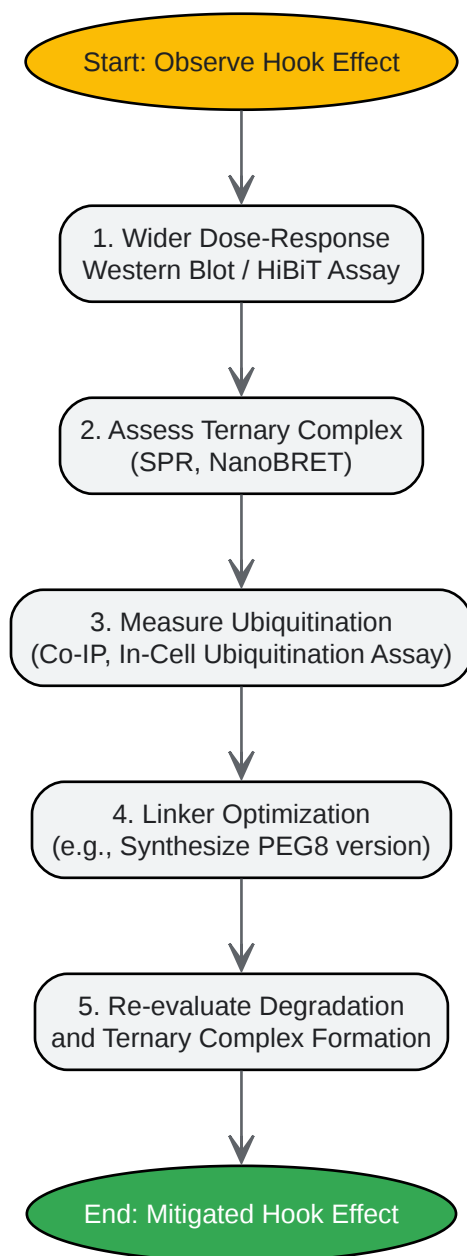 Start: Observe Hook Effect
1. Wider Dose-Response
Western Blot / HiBiT Assay
2. Assess Ternary Complex
(SPR, NanoBRET)
3. Measure Ubiquitination
(Co-IP, In-Cell Ubiquitination Assay)
4. Linker Optimization
(e.g., Synthesize PEG8 version)
5. Re-evaluate Degradation
and Ternary Complex Formation
End: Mitigated Hook Effect